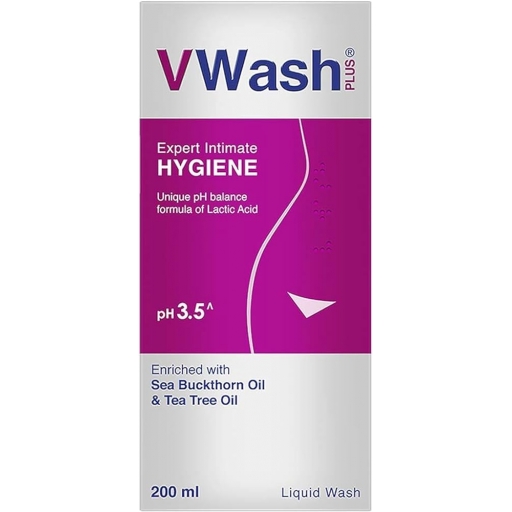 VWash PLUS®
Expert Intimate
HYGIENE
Unique pH balance
formula of Lactic Acid
pH 3.5^
Enriched with
Sea Buckthorn Oil
& Tea Tree Oil
200 ml
Liquid Wash